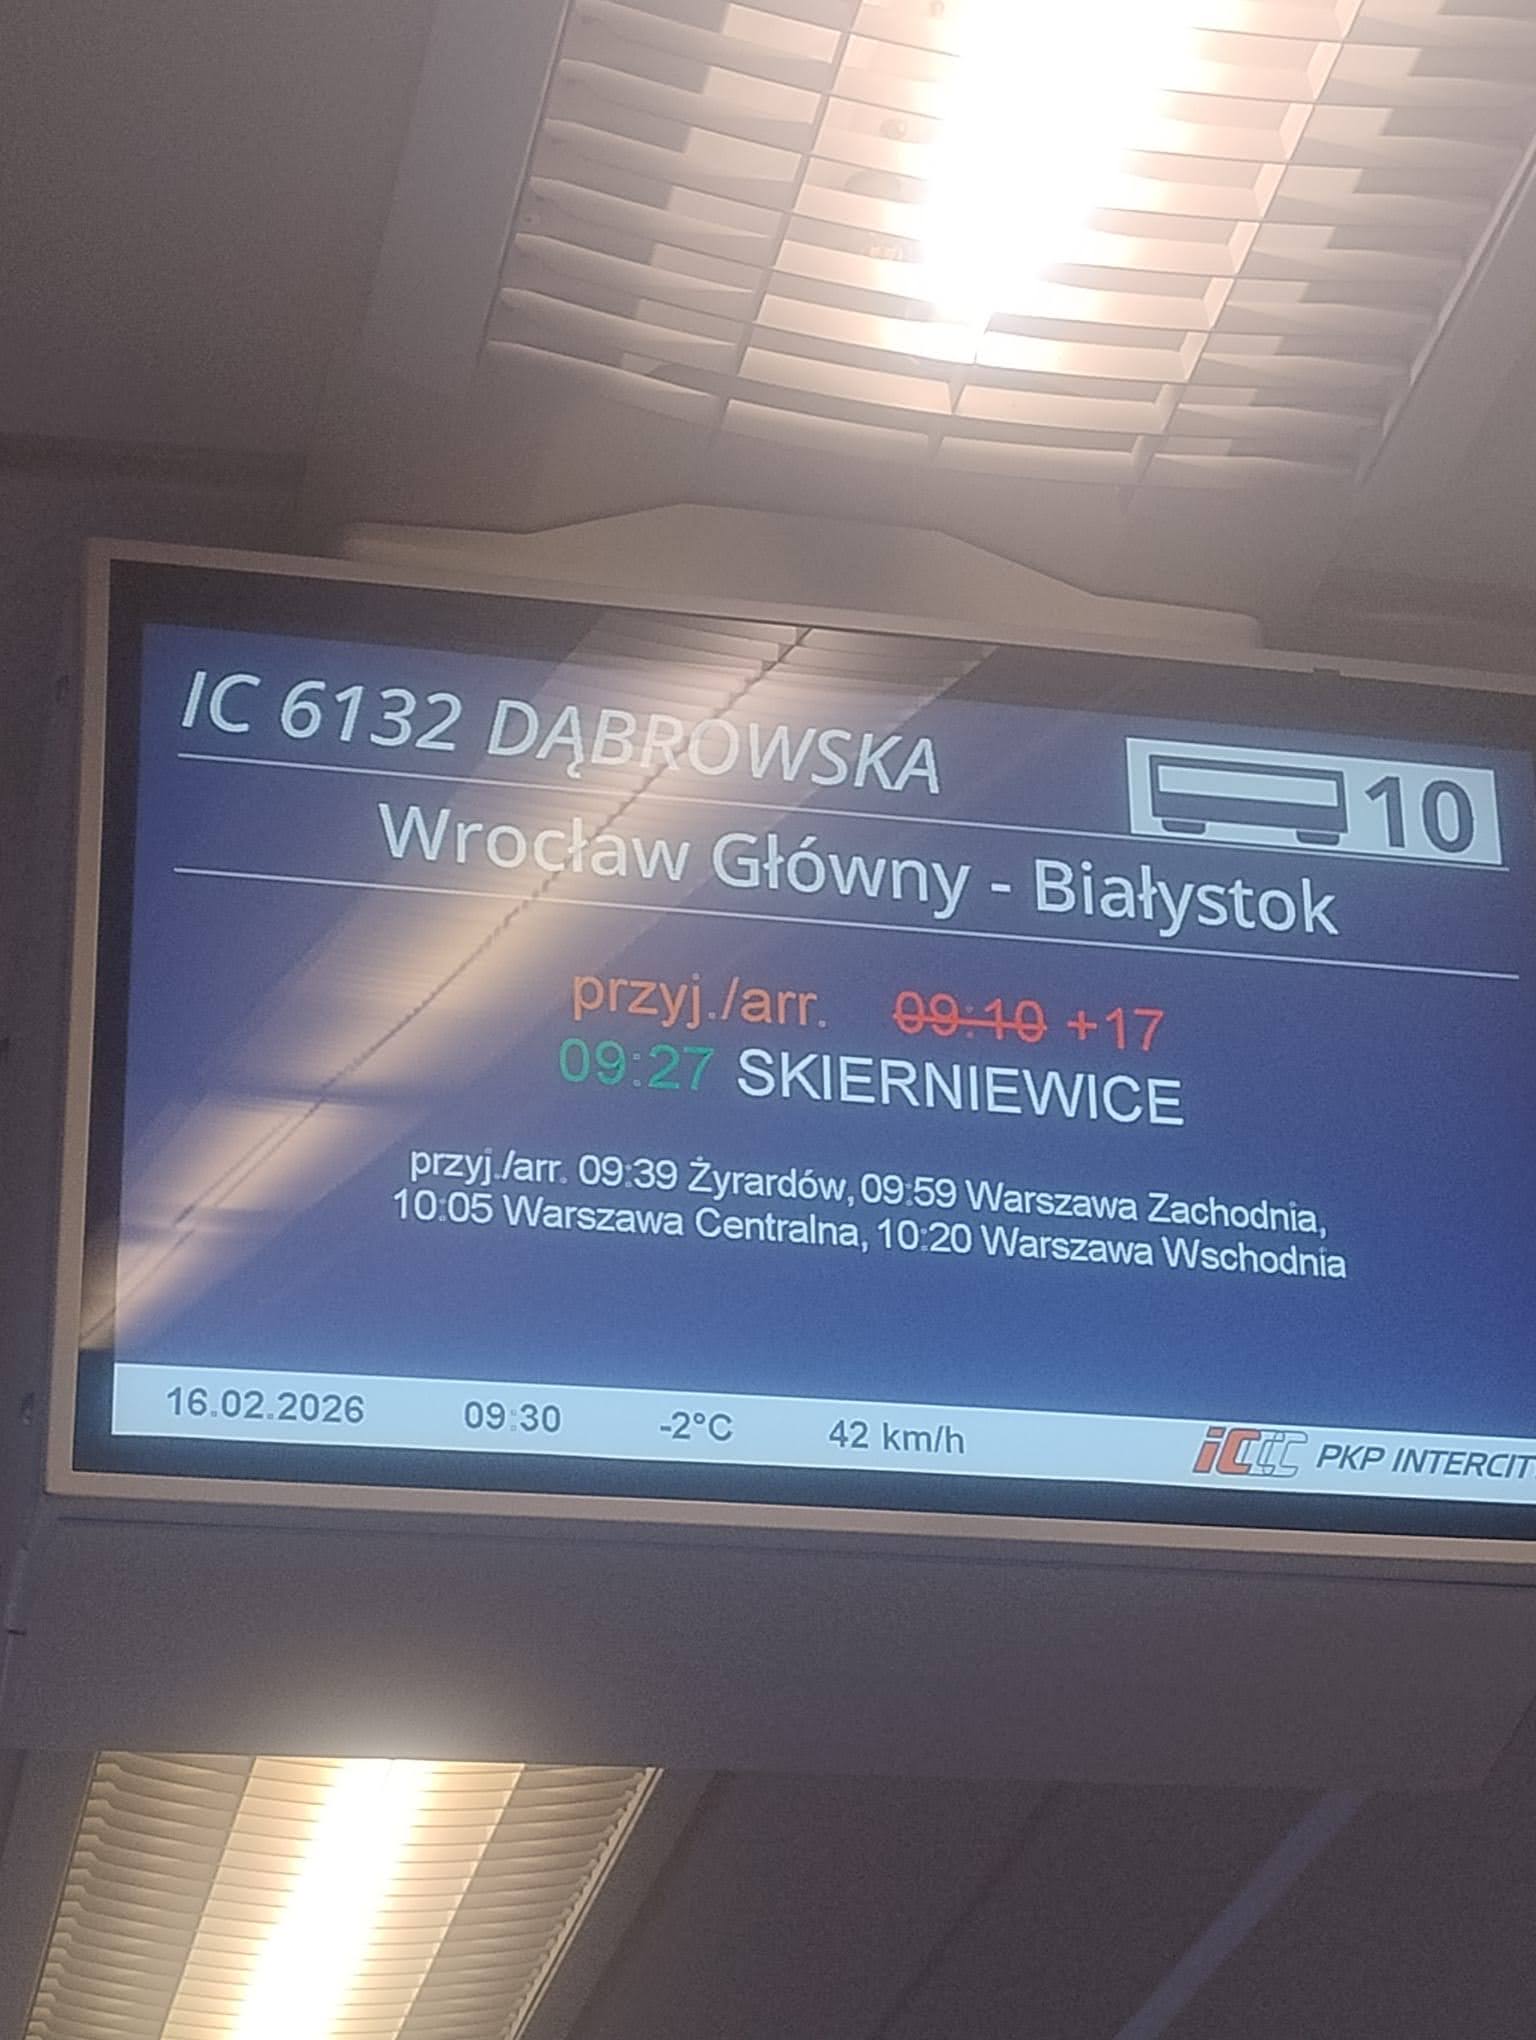 IC 6132 DĄBROWSKA
10
Wrocław Główny - Białystok
przyj./arr. 09:10 +17
09:27 SKIERNIEWICE
przyj./arr. 09:39 Żyrardów, 09:59 Warszawa Zachodnia,
10:05 Warszawa Centralna, 10:20 Warszawa Wschodnia
16.02.2026 09:30 -2°C 42 km/h IC PKP INTERCIT